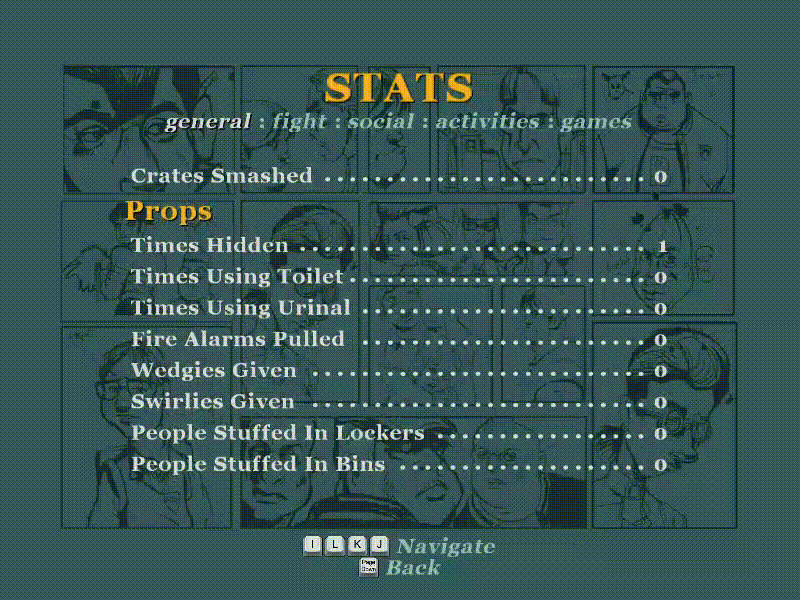 STATS
general : fight : social : activities : games
Crates Smashed .............................. 0
Props
Times Hidden ................................ 1
Times Using Toilet .......................... 0
Times Using Urinal .......................... 0
Fire Alarms Pulled .......................... 0
Wedgies Given ............................... 0
Swirlies Given .............................. 0
People Stuffed In Lockers ................... 0
People Stuffed In Bins ...................... 0
I L K J Navigate
Page Down Back